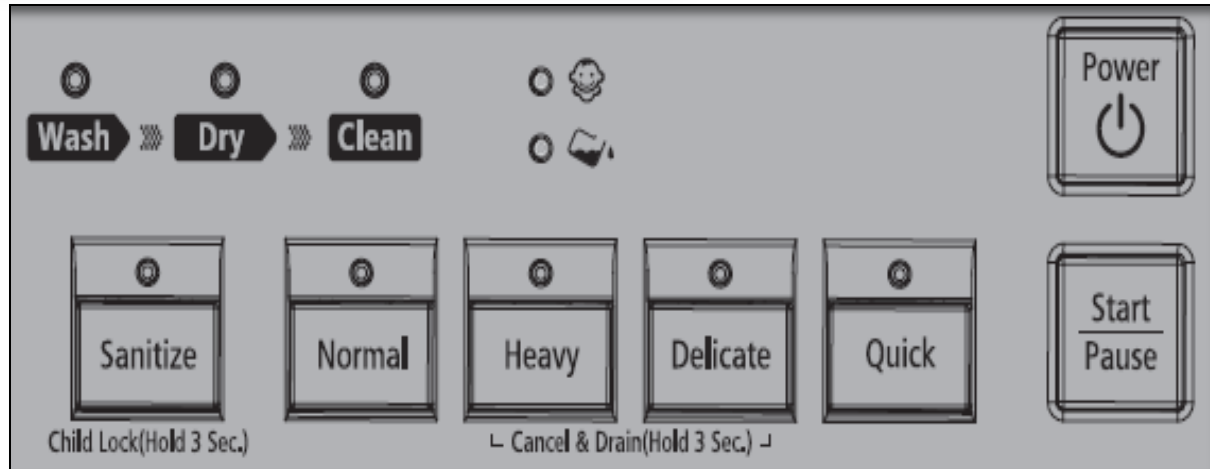 Power
Wash Dry Clean
Start
Pause
Sanitize Normal Heavy Delicate Quick
Child Lock(Hold 3 Sec.) Cancel & Drain(Hold 3 Sec.)